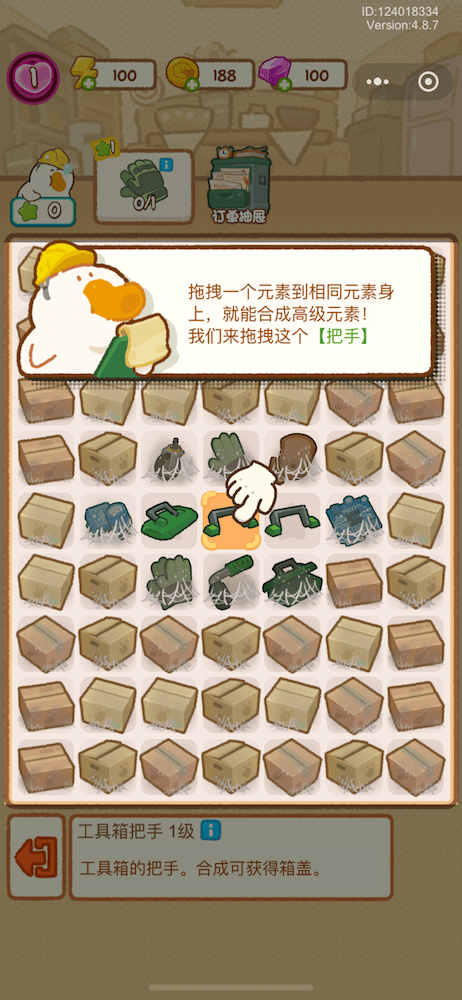 ID:124018334
Version:4.8.7
1
100
188
100
1
0
0/1
订单抽屉
拖拽一个元素到相同元素身
上，就能合成高级元素！
我们来拖拽这个【把手】
工具箱把手 1级
工具箱的把手。合成可获得箱盖。